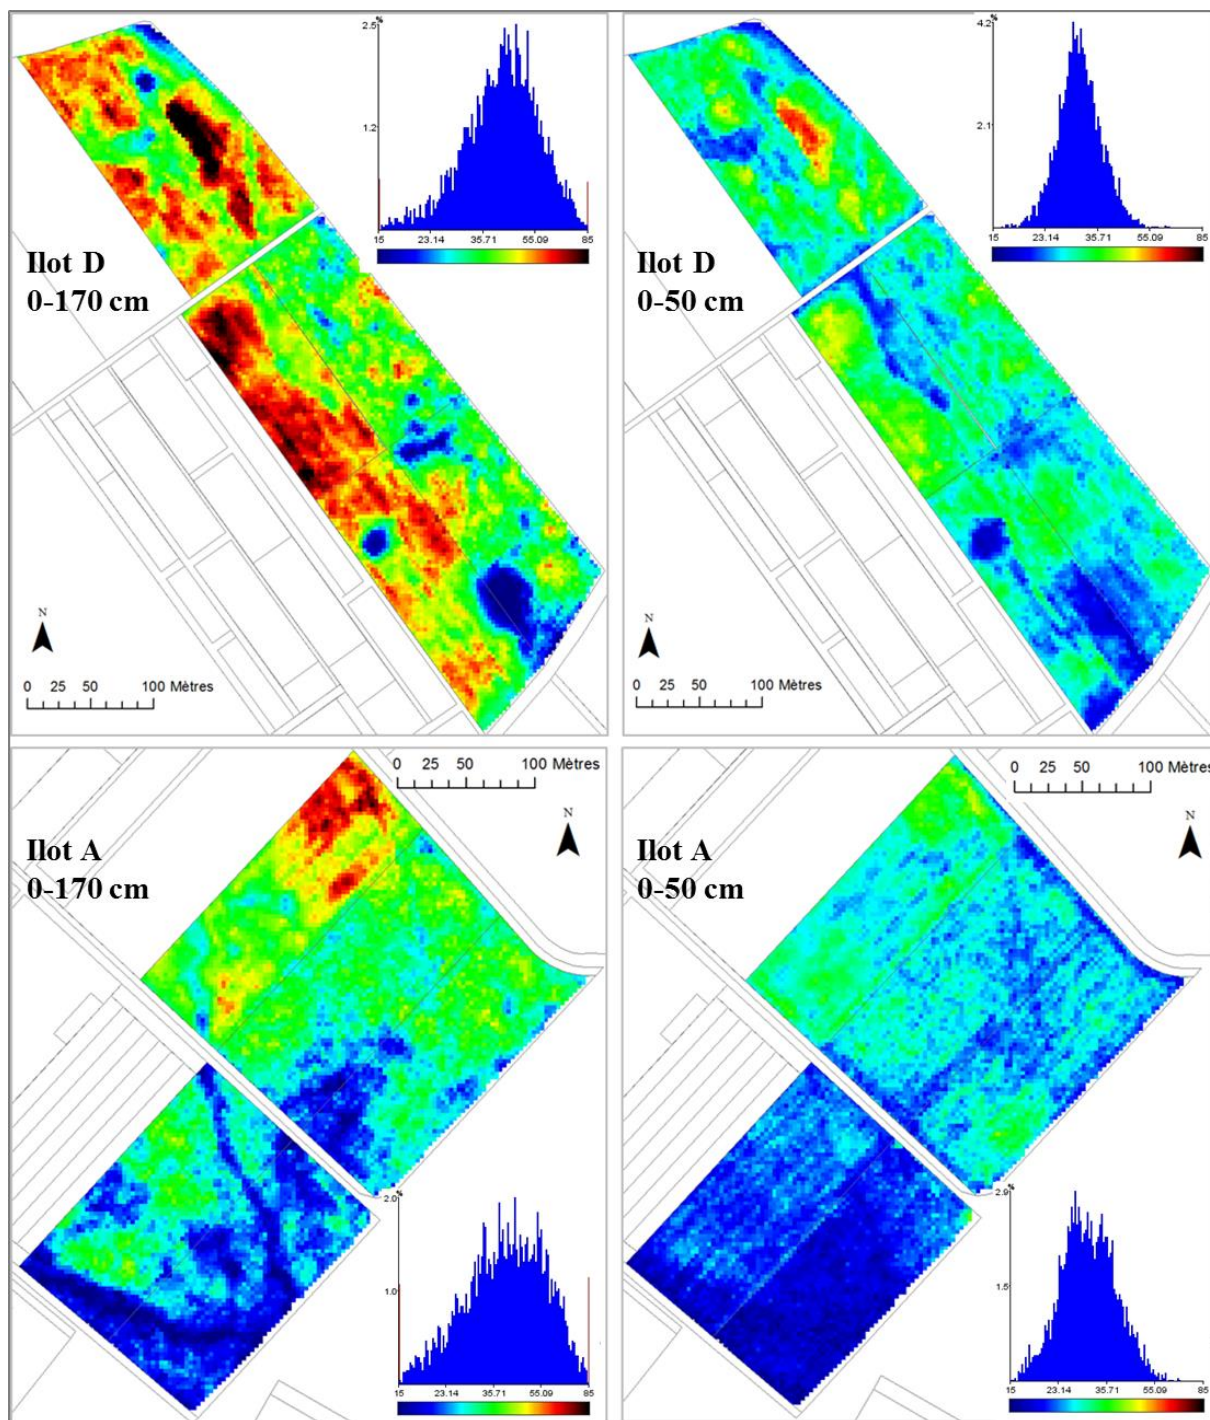 2.5%
1.2
15 23.14 35.71 55.09 85
Ilot D
0-170 cm
N
0 25 50 100 Mètres
4.2%
2.1
15 23.14 35.71 55.09 85
Ilot D
0-50 cm
N
0 25 50 100 Mètres
0 25 50 100 Mètres
N
Ilot A
0-170 cm
2.0%
1.0
15 23.14 35.71 55.09 85
0 25 50 100 Mètres
N
Ilot A
0-50 cm
2.9%
1.5
15 23.14 35.71 55.09 85